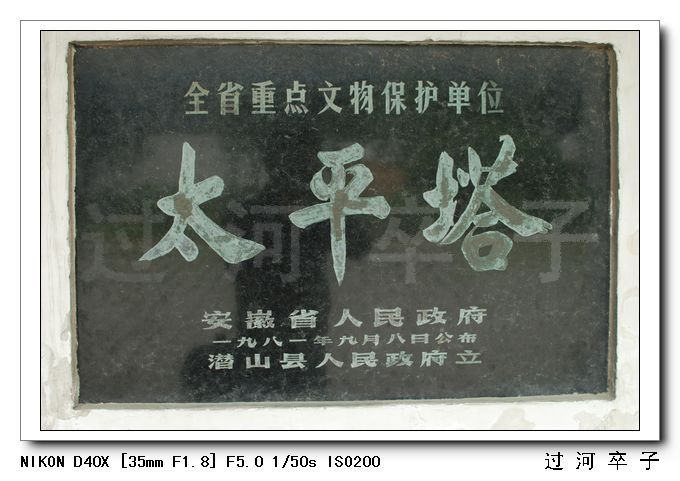 全省重点文物保护单位
太平塔
过河卒子
安徽省人民政府
一九八一年九月八日公布
潜山县人民政府立
NIKON D40X [35mm F1.8] F5.0 1/50s ISO200
过河卒子